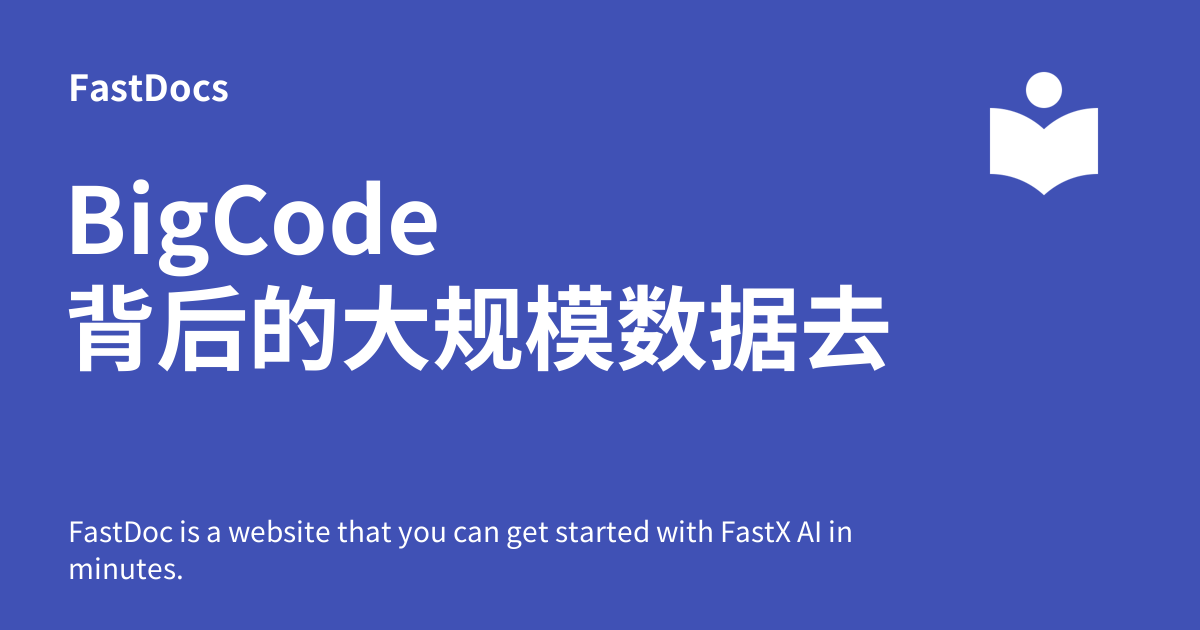 FastDocs
BigCode
背后的大规模数据去
FastDoc is a website that you can get started with FastX AI in
minutes.